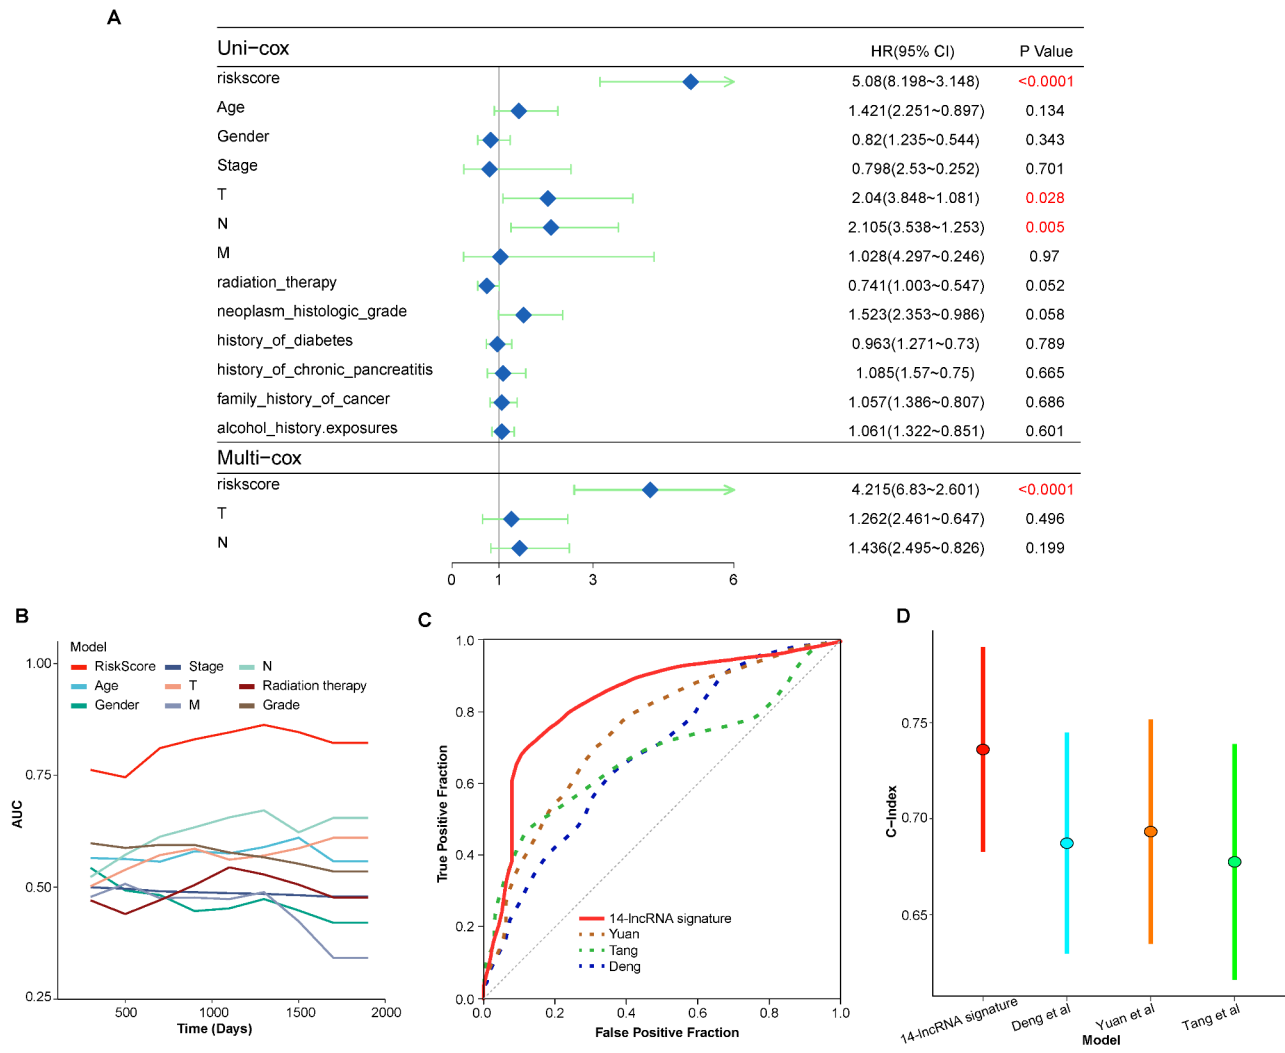 A
Uni−cox HR(95% CI) P Value
riskscore 5.08(8.198~3.148) <0.0001
Age 1.421(2.251~0.897) 0.134
Gender 0.82(1.235~0.544) 0.343
Stage 0.798(2.53~0.252) 0.701
T 2.04(3.848~1.081) 0.028
N 2.105(3.538~1.253) 0.005
M 1.028(4.297~0.246) 0.97
radiation_therapy 0.741(1.003~0.547) 0.052
neoplasm_histologic_grade 1.523(2.353~0.986) 0.058
history_of_diabetes 0.963(1.271~0.73) 0.789
history_of_chronic_pancreatitis 1.085(1.57~0.75) 0.665
family_history_of_cancer 1.057(1.386~0.807) 0.686
alcohol_history.exposures 1.061(1.322~0.851) 0.601
Multi−cox
riskscore 4.215(6.83~2.601) <0.0001
T 1.262(2.461~0.647) 0.496
N 1.436(2.495~0.826) 0.199
0 1 3 6
B
Model
RiskScore Stage N
Age T Radiation therapy
Gender M Grade
1.00
0.75
0.50
0.25
AUC
500 1000 1500 2000
Time (Days)
C
1.0
0.8
0.6
0.4
0.2
0.0
True Positive Fraction
14-lncRNA signature
Yuan
Tang
Deng
0.0 0.2 0.4 0.6 0.8 1.0
False Positive Fraction
D
0.75
0.70
0.65
C−Index
14-lncRNA signature Deng et al Yuan et al Tang et al
Model